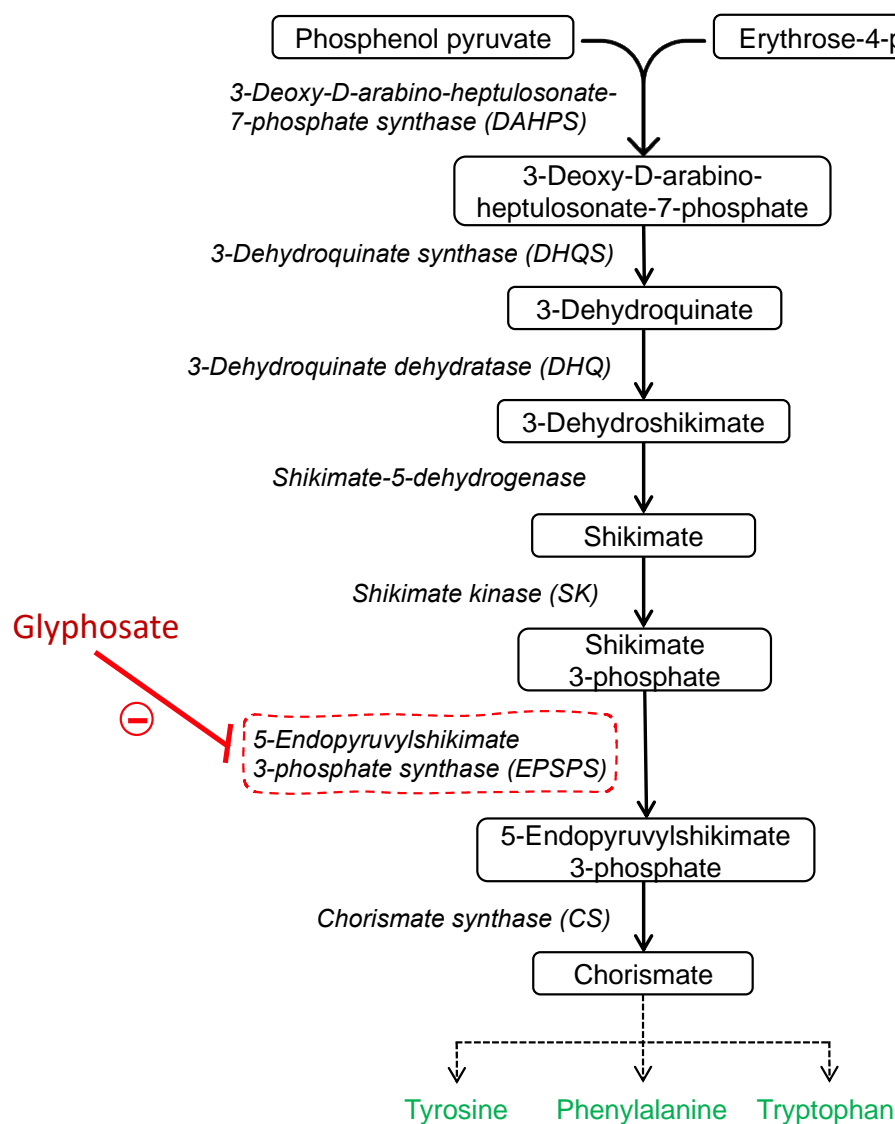 Phosphenol pyruvate
Erythrose-4-p
3-Deoxy-D-arabino-heptulosonate-
7-phosphate synthase (DAHPS)
3-Deoxy-D-arabino-
heptulosonate-7-phosphate
3-Dehydroquinate synthase (DHQS)
3-Dehydroquinate
3-Dehydroquinate dehydratase (DHQ)
3-Dehydroshikimate
Shikimate-5-dehydrogenase
Shikimate
Shikimate kinase (SK)
Glyphosate
Shikimate
3-phosphate
5-Endopyruvylshikimate
3-phosphate synthase (EPSPS)
5-Endopyruvylshikimate
3-phosphate
Chorismate synthase (CS)
Chorismate
Tyrosine
Phenylalanine
Tryptophan